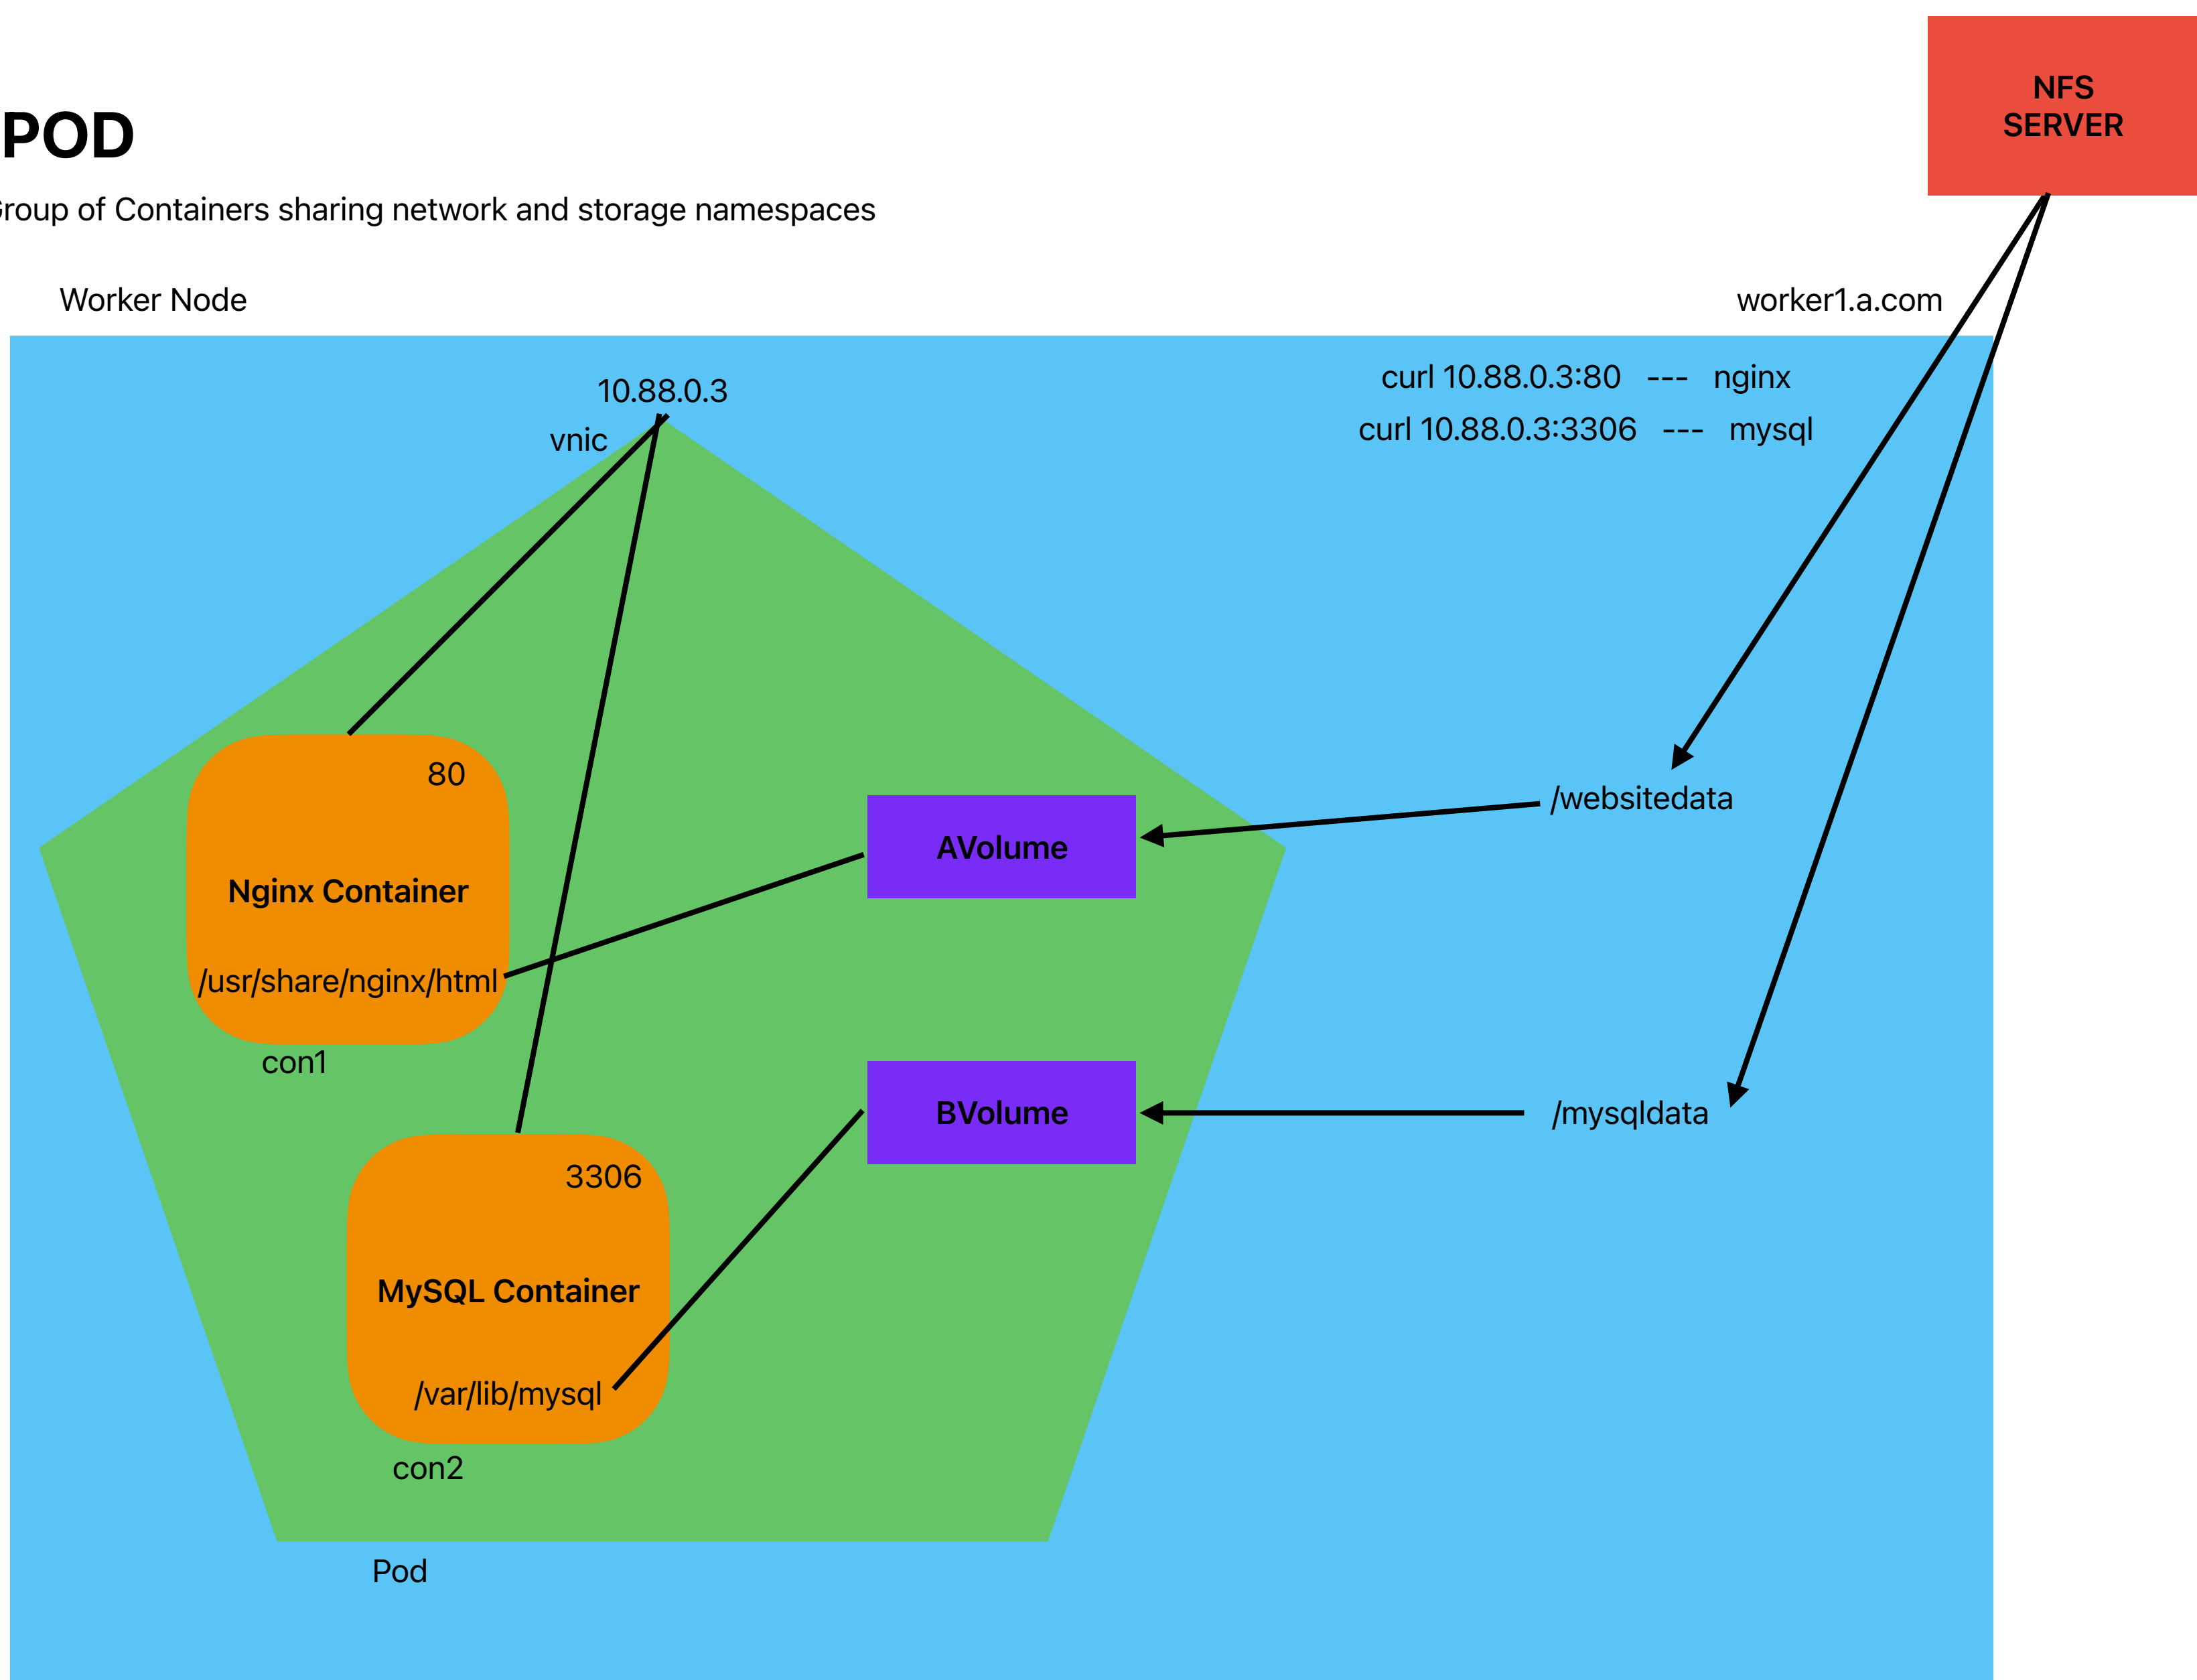 NFS
SERVER
POD
Group of Containers sharing network and storage namespaces
Worker Node
worker1.a.com
10.88.0.3
curl 10.88.0.3:80 --- nginx
vnic
curl 10.88.0.3:3306 --- mysql
80
/websitedata
AVolume
Nginx Container
/usr/share/nginx/html
con1
BVolume
/mysqldata
3306
MySQL Container
/var/lib/mysql
con2
Pod